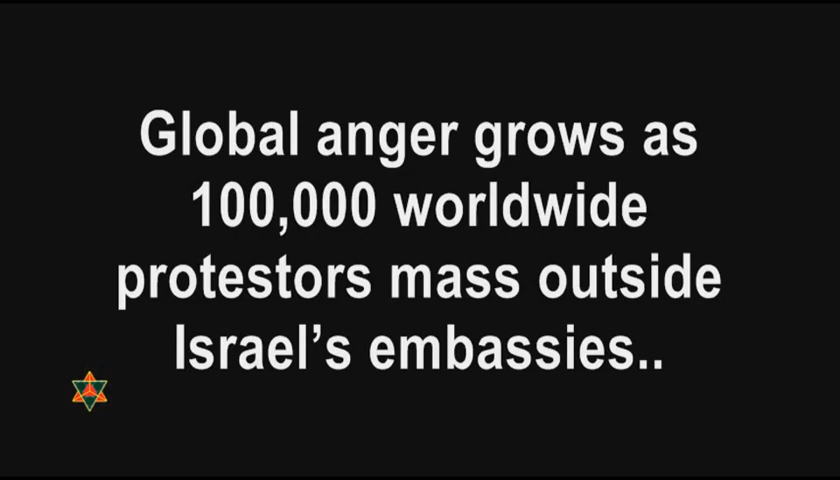 Global anger grows as
100,000 worldwide
protestors mass outside
Israel's embassies..